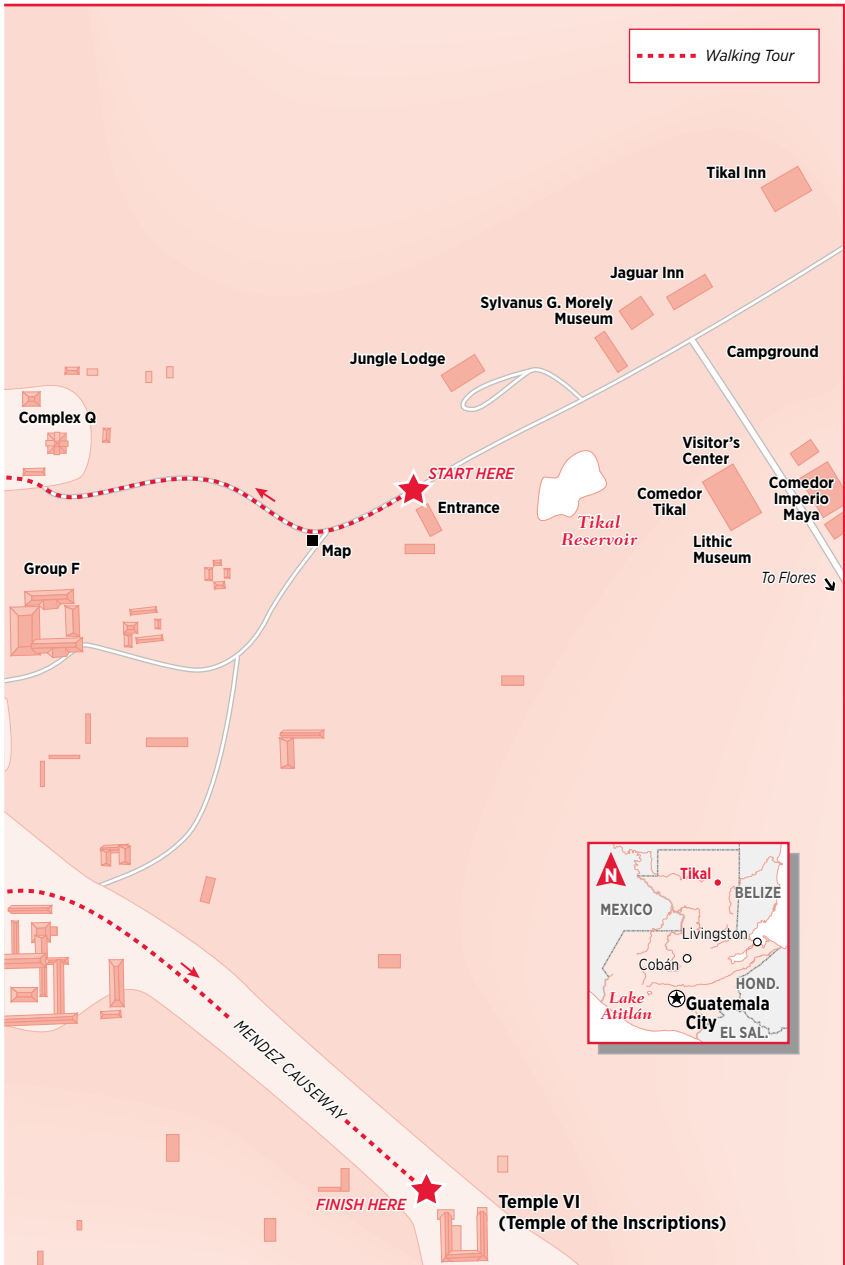 Walking Tour
Tikal Inn
Jaguar Inn
Sylvanus G. Morely
Museum
Jungle Lodge
Campground
Complex Q
START HERE
Entrance
Visitor's
Center
Comedor
Tikal
Comedor
Imperio
Maya
Tikal
Reservoir
Lithic
Museum
Map
Group F
To Flores
N
Tikal
BELIZE
MEXICO
Livingston
Cobán
HOND.
Lake
Atitlán
Guatemala
City
EL SAL.
MENDEZ CAUSEWAY
FINISH HERE
Temple VI
(Temple of the Inscriptions)